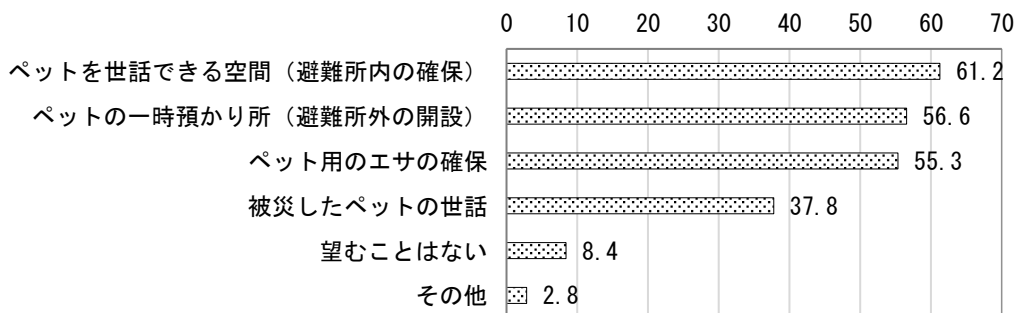 0 10 20 30 40 50 60 70
ペットを世話できる空間（避難所内の確保） 61.2
ペットの一時預かり所（避難所外の開設） 56.6
ペット用のエサの確保 55.3
被災したペットの世話 37.8
望むことはない 8.4
その他 2.8